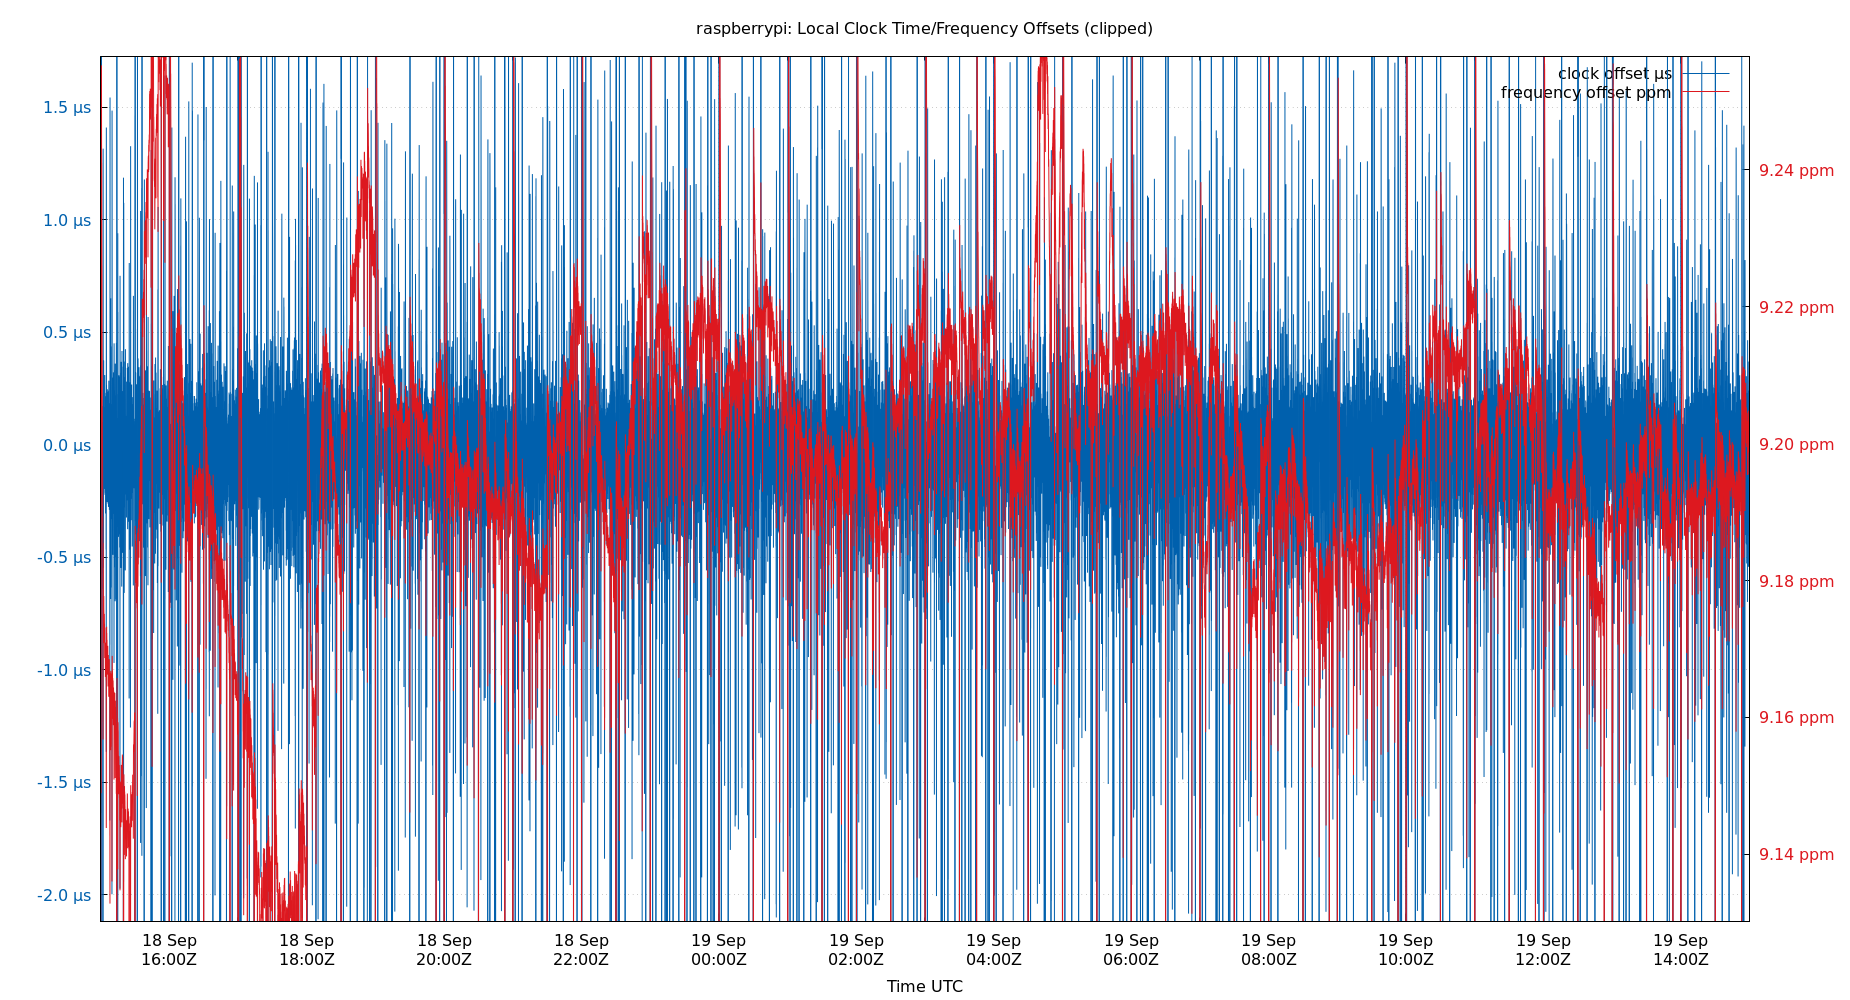 raspberrypi: Local Clock Time/Frequency Offsets (clipped)
clock offset µs
frequency offset ppm
1.5 µs
1.0 µs
0.5 µs
0.0 µs
-0.5 µs
-1.0 µs
-1.5 µs
-2.0 µs
9.24 ppm
9.22 ppm
9.20 ppm
9.18 ppm
9.16 ppm
9.14 ppm
18 Sep 18 Sep 18 Sep 18 Sep 19 Sep 19 Sep 19 Sep 19 Sep 19 Sep 19 Sep 19 Sep 19 Sep
16:00Z 18:00Z 20:00Z 22:00Z 00:00Z 02:00Z 04:00Z 06:00Z 08:00Z 10:00Z 12:00Z 14:00Z
Time UTC